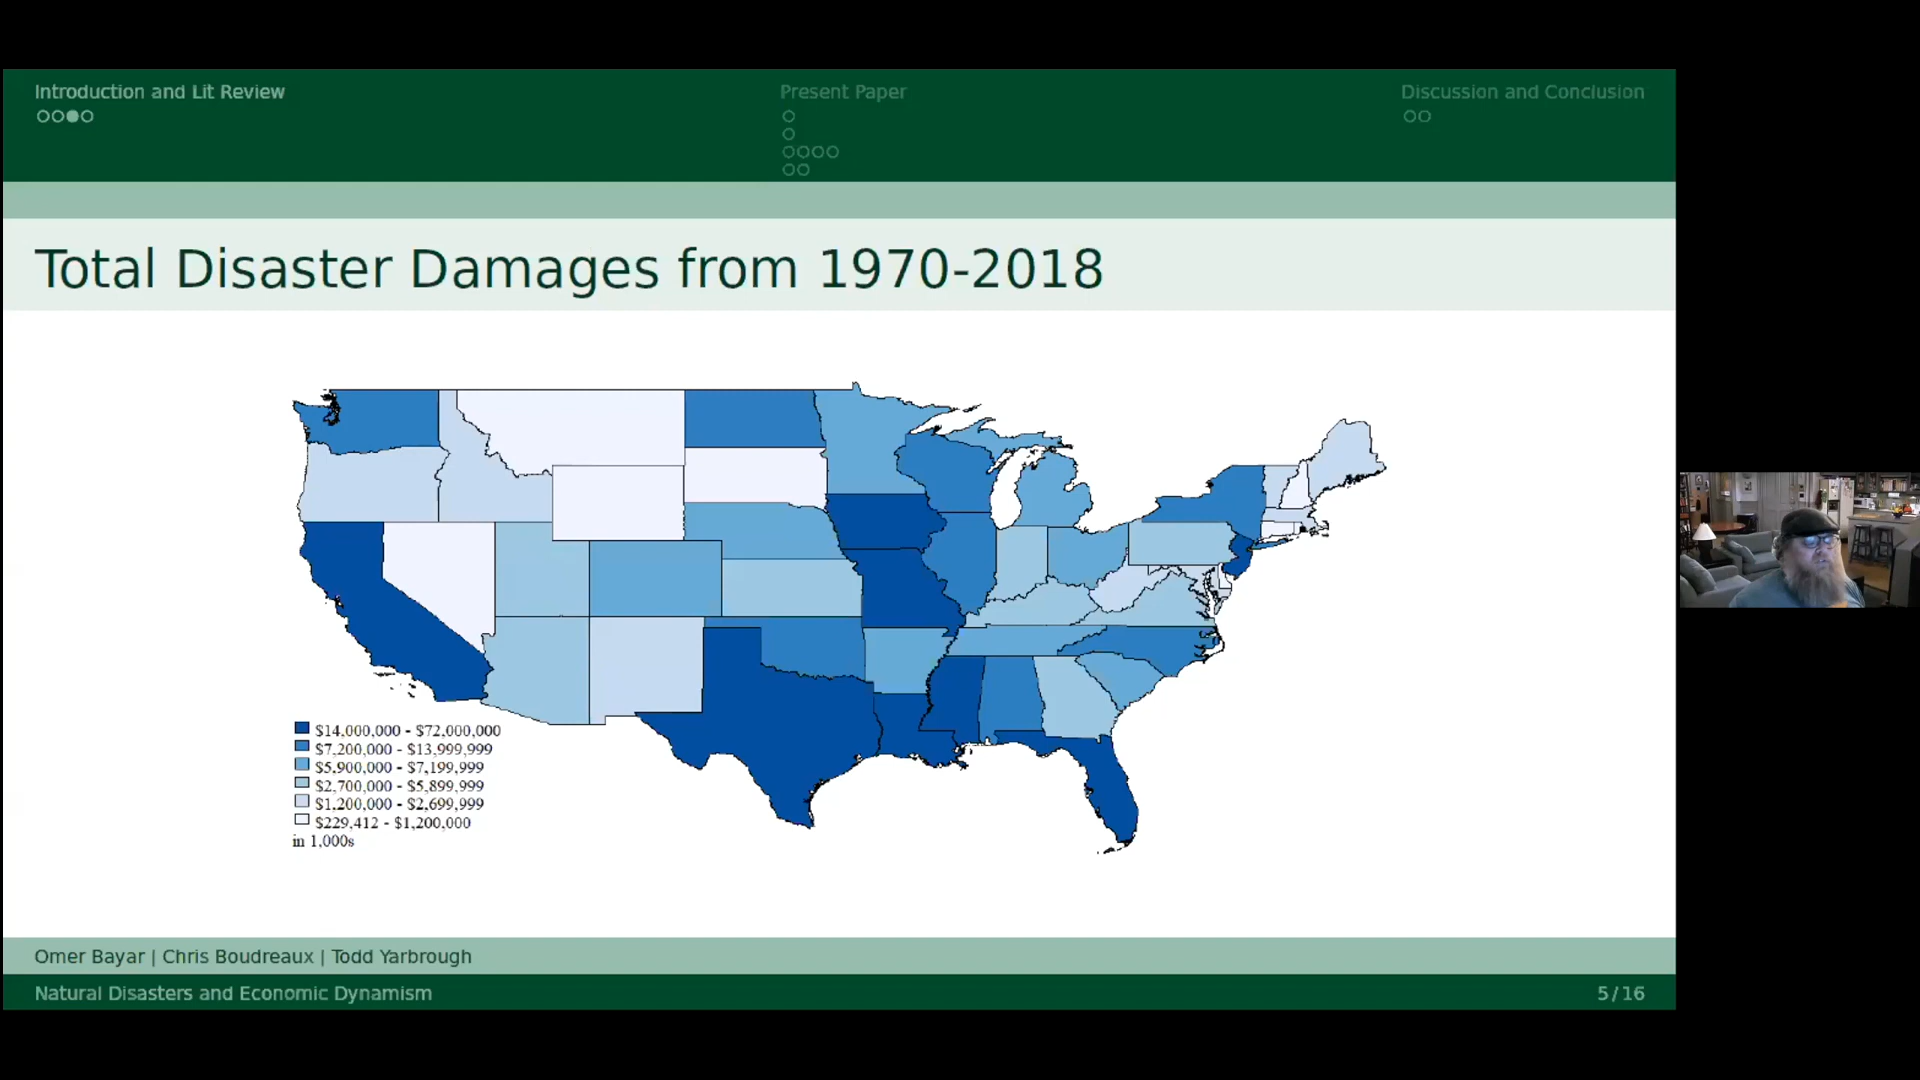 Introduction and Lit Review
Present Paper
Discussion and Conclusion
Total Disaster Damages from 1970-2018
$14,000,000 - $72,000,000
$7,200,000 - $13,999,999
$5,900,000 - $7,199,999
$2,700,000 - $5,899,999
$1,200,000 - $2,699,999
$229,412 - $1,200,000
in 1,000s
Omer Bayar | Chris Boudreaux | Todd Yarbrough
Natural Disasters and Economic Dynamism
5/16